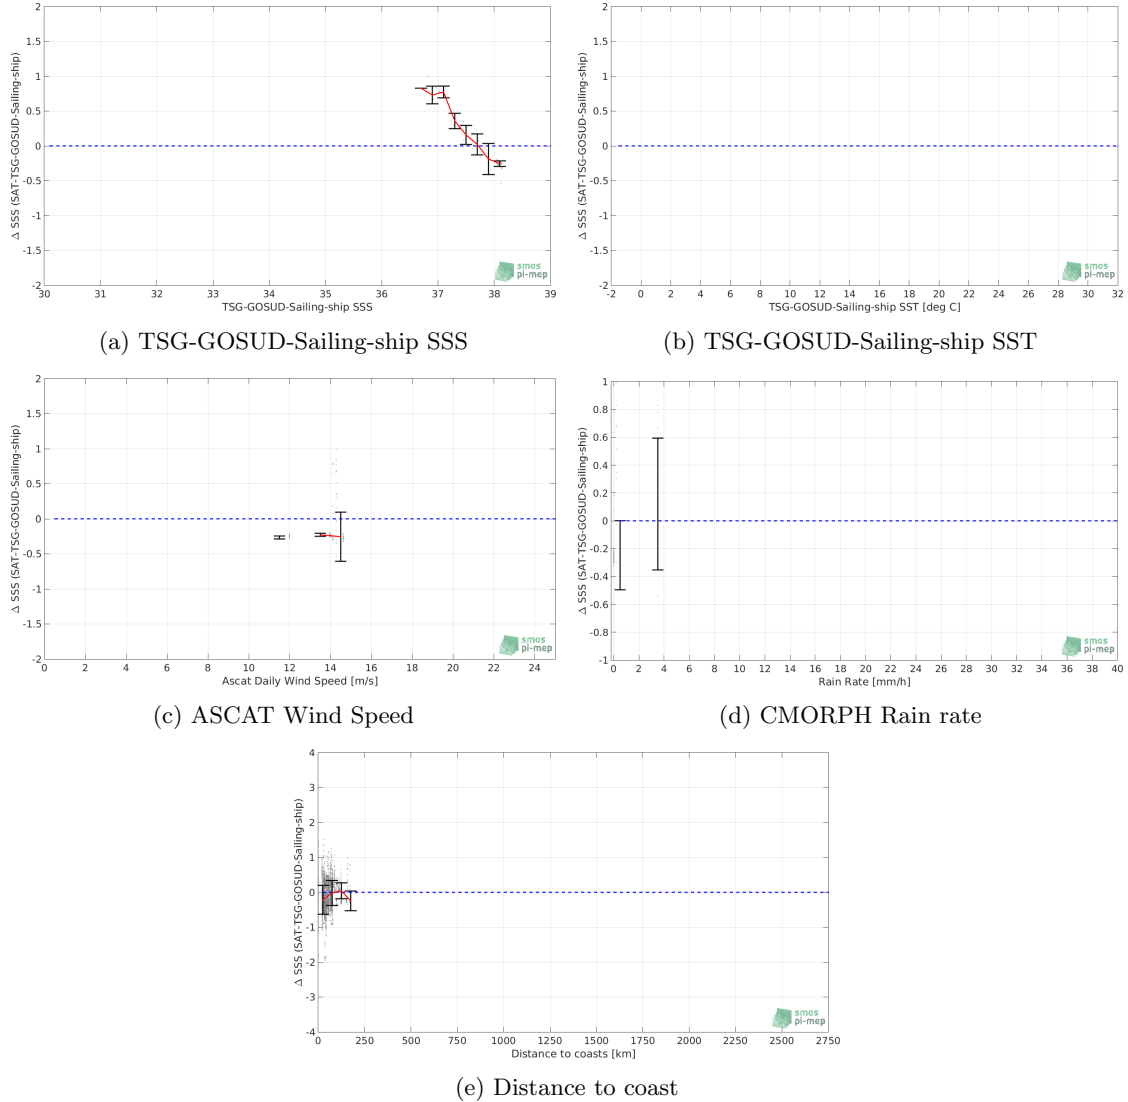 2
1.5
1
0.5
0
-0.5
-1
-1.5
-2
Δ SSS (SAT-TSG-GOSUD-Sailing-ship)
30 31 32 33 34 35 36 37 38 39
TSG-GOSUD-Sailing-ship SSS
smos
pi-mep
(a) TSG-GOSUD-Sailing-ship SSS
2
1.5
1
0.5
0
-0.5
-1
-1.5
-2
Δ SSS (SAT-TSG-GOSUD-Sailing-ship)
-2 0 2 4 6 8 10 12 14 16 18 20 22 24 26 28 30 32
TSG-GOSUD-Sailing-ship SST [deg C]
smos
pi-mep
(b) TSG-GOSUD-Sailing-ship SST
2
1.5
1
0.5
0
-0.5
-1
-1.5
-2
Δ SSS (SAT-TSG-GOSUD-Sailing-ship)
0 2 4 6 8 10 12 14 16 18 20 22 24
Ascat Daily Wind Speed [m/s]
smos
pi-mep
(c) ASCAT Wind Speed
1
0.8
0.6
0.4
0.2
0
-0.2
-0.4
-0.6
-0.8
-1
Δ SSS (SAT-TSG-GOSUD-Sailing-ship)
0 2 4 6 8 10 12 14 16 18 20 22 24 26 28 30 32 34 36 38 40
Rain Rate [mm/h]
smos
pi-mep
(d) CMORPH Rain rate
4
3
2
1
0
-1
-2
-3
-4
Δ SSS (SAT-TSG-GOSUD-Sailing-ship)
0 250 500 750 1000 1250 1500 1750 2000 2250 2500 2750
Distance to coasts [km]
smos
pi-mep
(e) Distance to coast